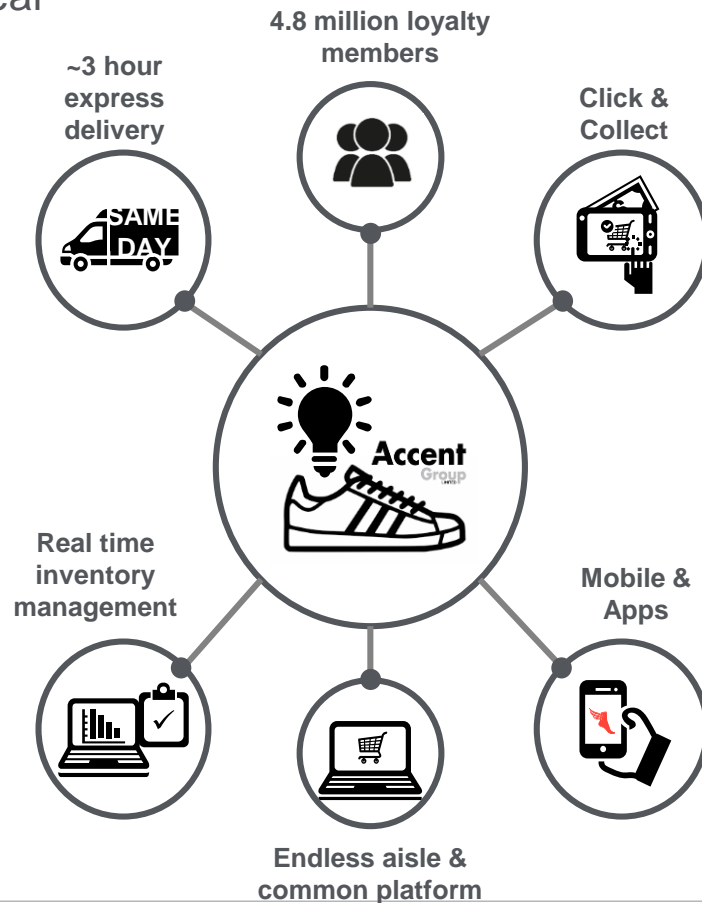 4.8 million loyalty
members
~3 hour
express
delivery
Click &
Collect
SAME
DAY
Accent
Group
LIMITED
Real time
inventory
management
Mobile &
Apps
Endless aisle &
common platform